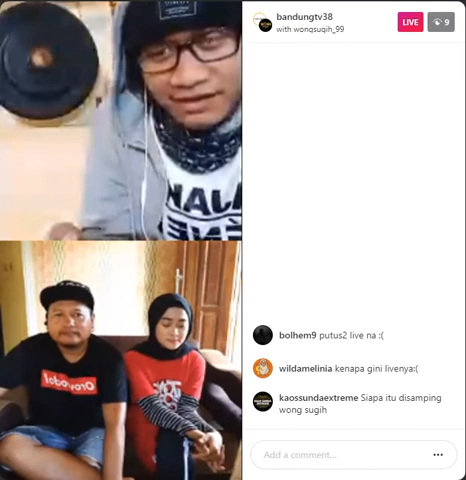 bandungtv38
with wongsugih_99
LIVE
9
bolhem9 putus2 live na :(
wildamelinia kenapa gini livenya:(
kaossundaextreme Siapa itu disamping
wong sugih
Add a comment...